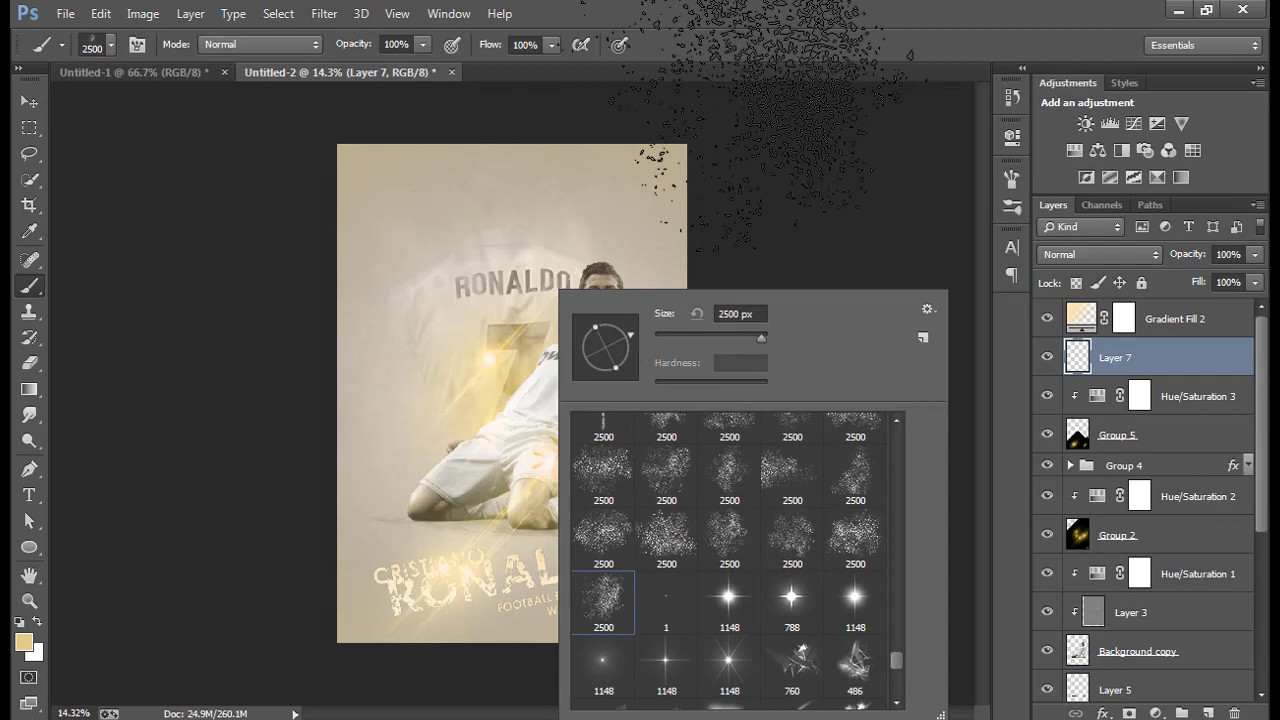 Ps File Edit Image Layer Type Select Filter 3D View Window Help
2500 Mode: Normal Opacity: 100% Flow: 100% Essentials
Untitled-1 @ 66.7% (RGB/8) * × Untitled-2 @ 14.3% (Layer 7, RGB/8) * ×
Adjustments Styles
Add an adjustment
Layers Channels Paths
Kind
Normal Opacity: 100%
Lock: Fill: 100%
Gradient Fill 2
Layer 7
Hue/Saturation 3
Group 5
Group 4 fx
Hue/Saturation 2
Group 2
Hue/Saturation 1
Layer 3
Background copy
Layer 5
RONALDO
7
CRISTIANO
RONAL
FOOTBALL
W
Size: 2500 px
Hardness:
2500 2500 2500 2500 2500
2500 2500 2500 2500 2500
2500 2500 2500 2500 2500
2500 1 1148 788 1148
1148 1148 1148 760 486
14.32% Doc: 24.9M/260.1M